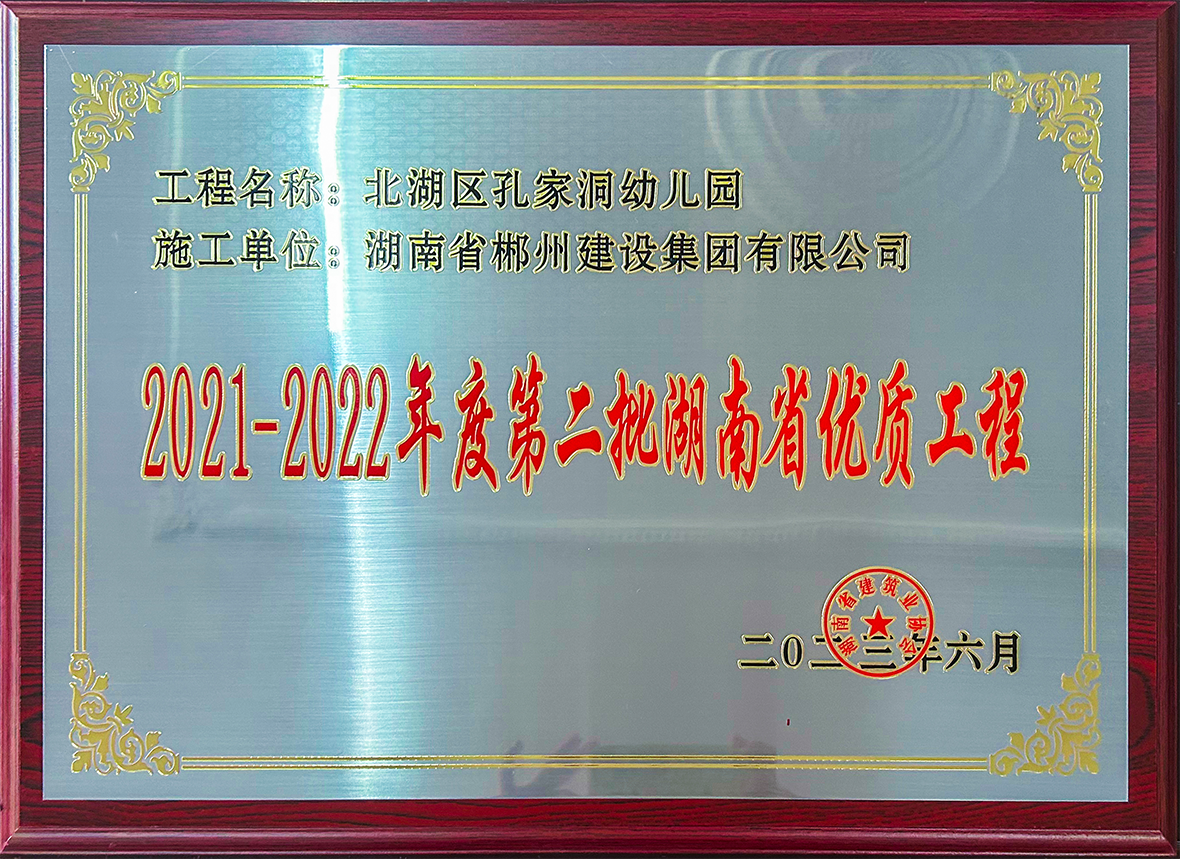 工程名称：北湖区孔家洞幼儿园
施工单位：湖南省郴州建设集团有限公司
2021-2022年度第二批湖南省优质工程
湖南省建筑业协会
二〇二三年六月